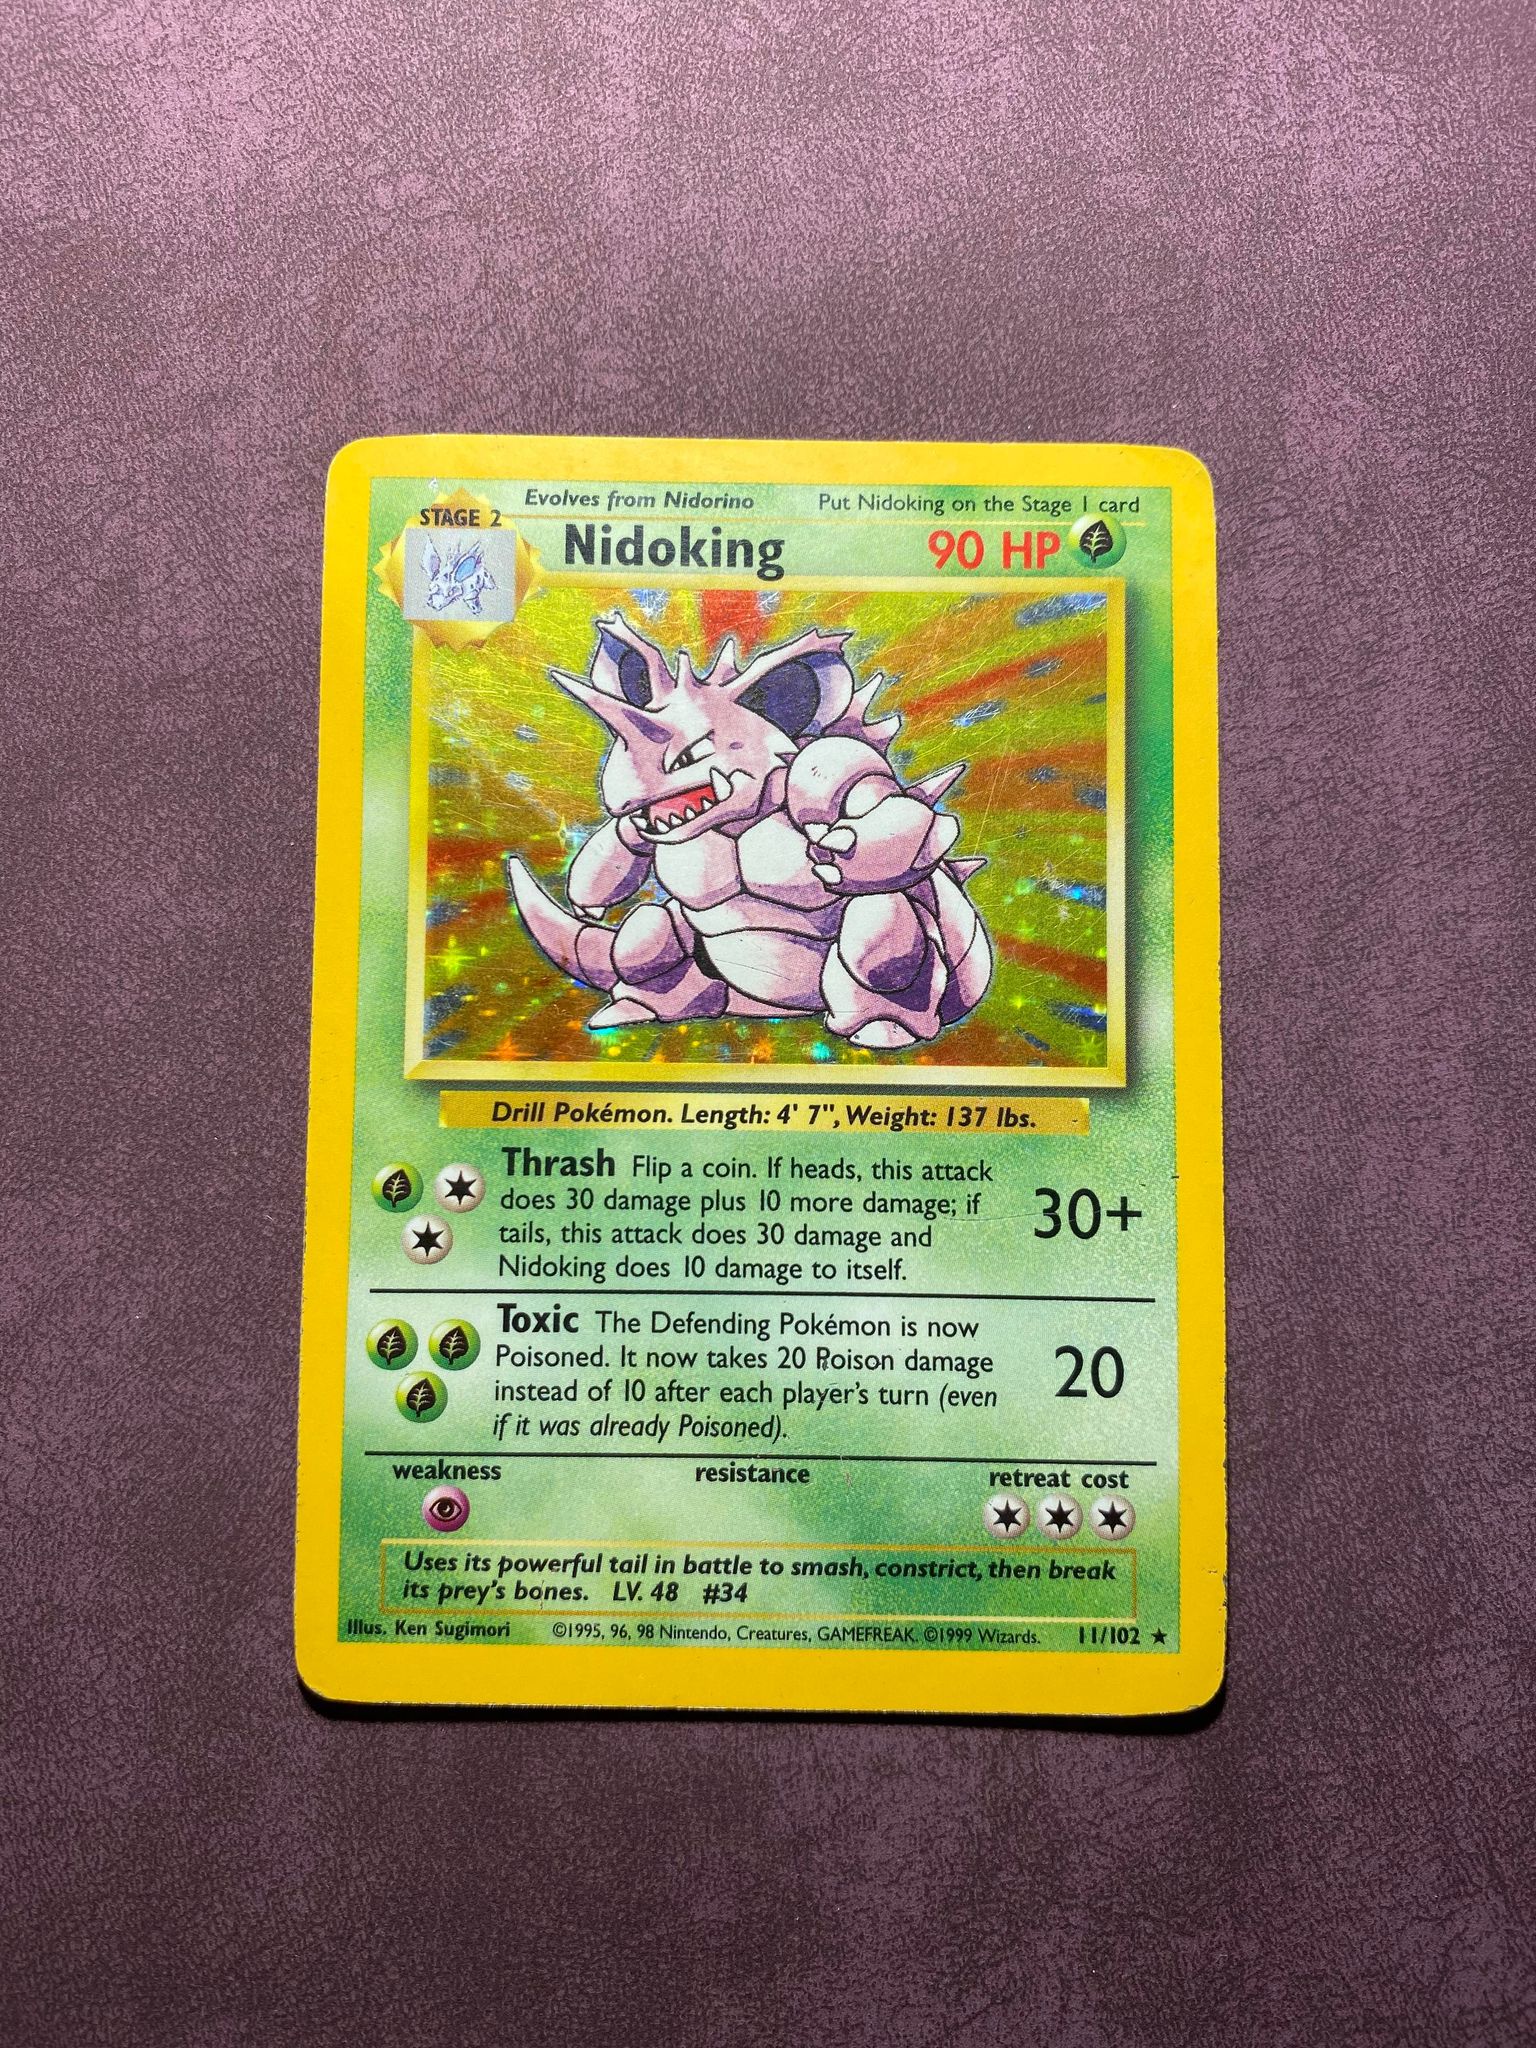 Evolves from Nidorino Put Nidoking on the Stage 1 card
STAGE 2
Nidoking 90 HP
Drill Pokémon. Length: 4' 7", Weight: 137 lbs.
Thrash Flip a coin. If heads, this attack
does 30 damage plus 10 more damage; if
tails, this attack does 30 damage and
Nidoking does 10 damage to itself.
30+
Toxic The Defending Pokémon is now
Poisoned. It now takes 20 Poison damage
instead of 10 after each player's turn (even
if it was already Poisoned).
20
weakness resistance retreat cost
Uses its powerful tail in battle to smash, constrict, then break
its prey's bones. LV. 48 #34
Illus. Ken Sugimori ©1995, 96, 98 Nintendo, Creatures, GAMEFREAK. ©1999 Wizards. 11/102 ★